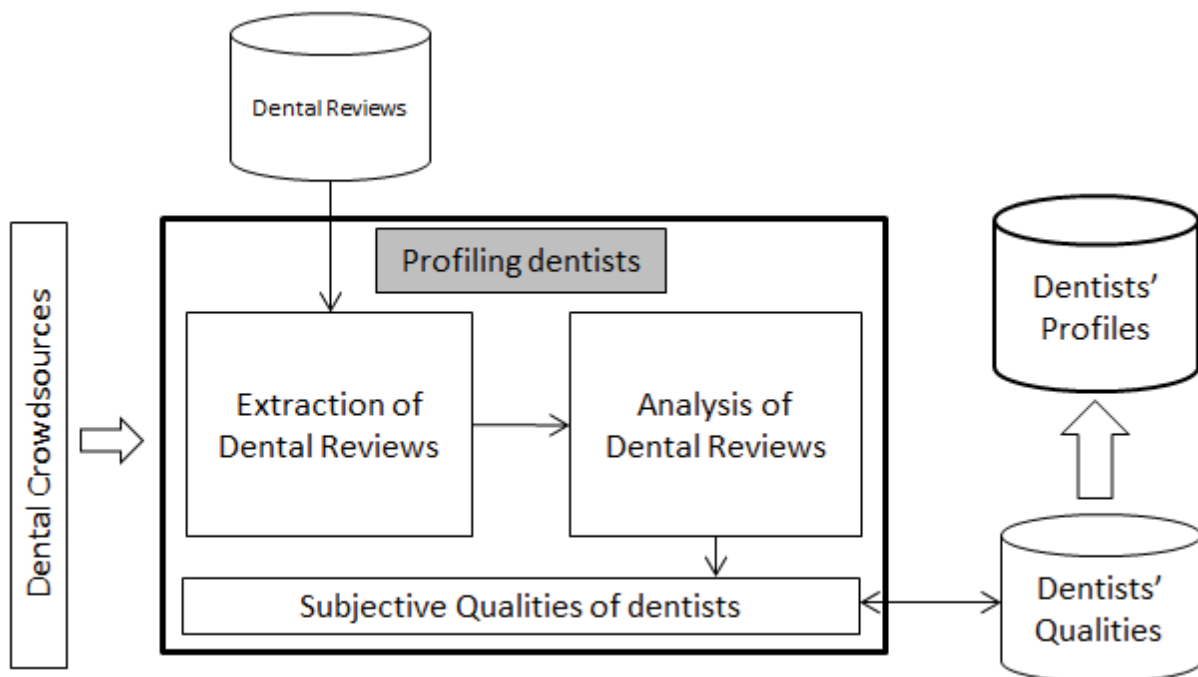 Dental Reviews
Profiling dentists
Dental Crowdsources
Extraction of
Dental Reviews
Analysis of
Dental Reviews
Subjective Qualities of dentists
Dentists’
Profiles
Dentists’
Qualities